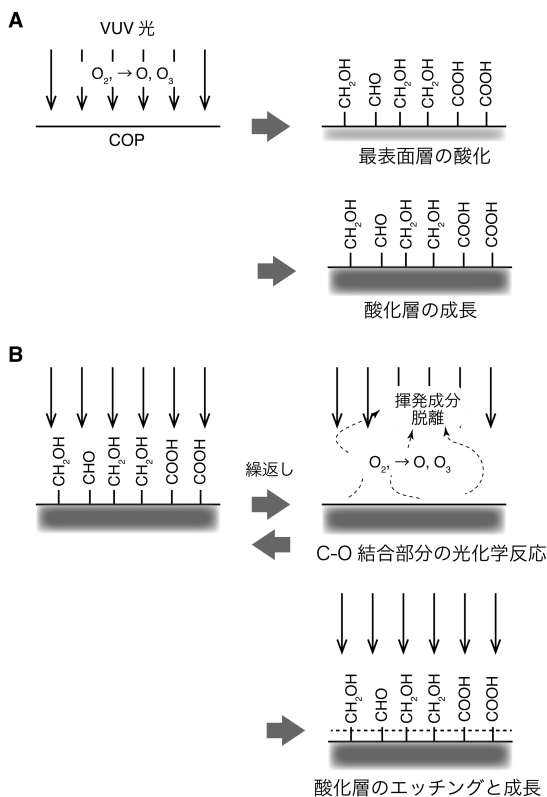 A
VUV 光
O2, → O, O3
COP
CH2OH
CHO
CH2OH
CH2OH
COOH
COOH
最表面層の酸化
CH2OH
CHO
CH2OH
CH2OH
COOH
COOH
酸化層の成長
B
CH2OH
CHO
CH2OH
CH2OH
COOH
COOH
繰返し
揮発成分
脱離
O2, → O, O3
C-O 結合部分の光化学反応
CH2OH
CHO
CH2OH
CH2OH
COOH
COOH
酸化層のエッチングと成長